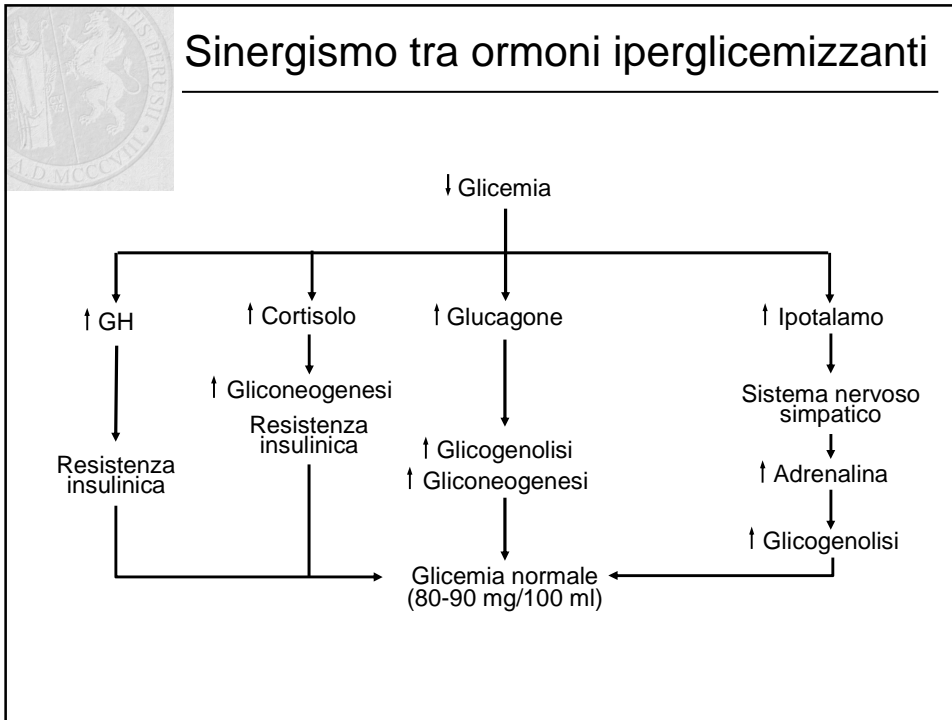 Sinergismo tra ormoni iperglicemizzanti
A.D. MCCCVIII
↓ Glicemia
↑ GH
↑ Cortisolo
↑ Glucagone
↑ Ipotalamo
↑ Gliconeogenesi
Resistenza
insulinica
Sistema nervoso
simpatico
Resistenza
insulinica
↑ Glicogenolisi
↑ Gliconeogenesi
↑ Adrenalina
↑ Glicogenolisi
Glicemia normale
(80-90 mg/100 ml)